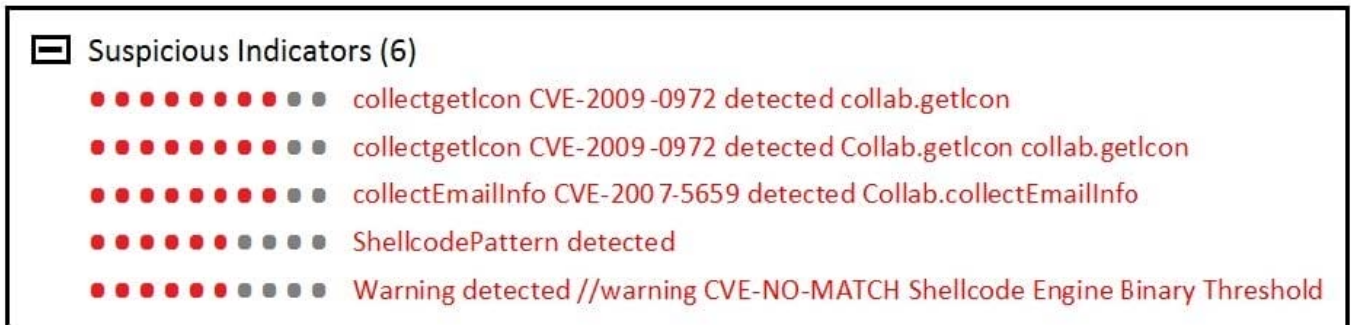 Suspicious Indicators (6)
collectgetIcon CVE-2009-0972 detected collab.getIcon
collectgetIcon CVE-2009-0972 detected Collab.getIcon collab.getIcon
collectEmailInfo CVE-2007-5659 detected Collab.collectEmailInfo
ShellcodePattern detected
Warning detected //warning CVE-NO-MATCH Shellcode Engine Binary Threshold